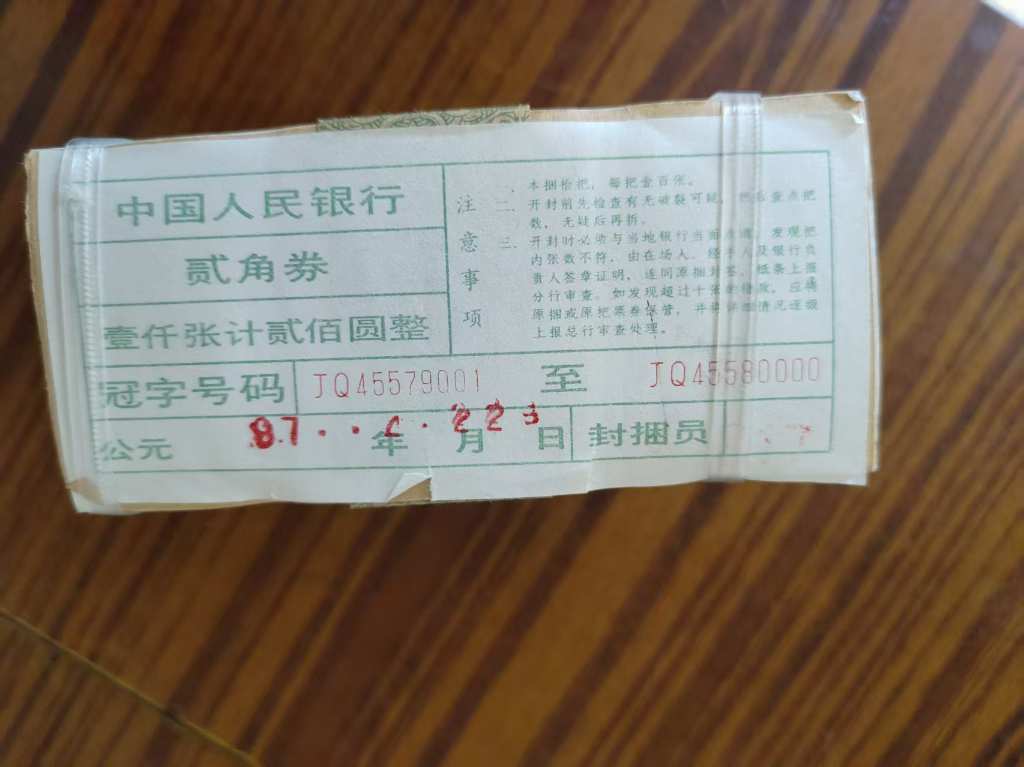 中国人民银行
贰角券
壹仟张计贰佰圆整
注意事项
一. 本捆拾把，每把壹百张。
二. 开封前先检查有无破裂可疑，然后查点把
数，无疑后再拆。
三. 开封时必须与当地银行当面点清，发现把
内张数不符，由在场人、经手人及银行负
责人签章证明，连同原捆封签、纸条上报
分行审查。如发现超过十张的错款，应将
原捆或原把票券保管，并将详细情况逐级
上报总行审查处理。
冠字号码 JQ45579001 至 JQ45580000
公元 87 年 月 22 日 封捆员